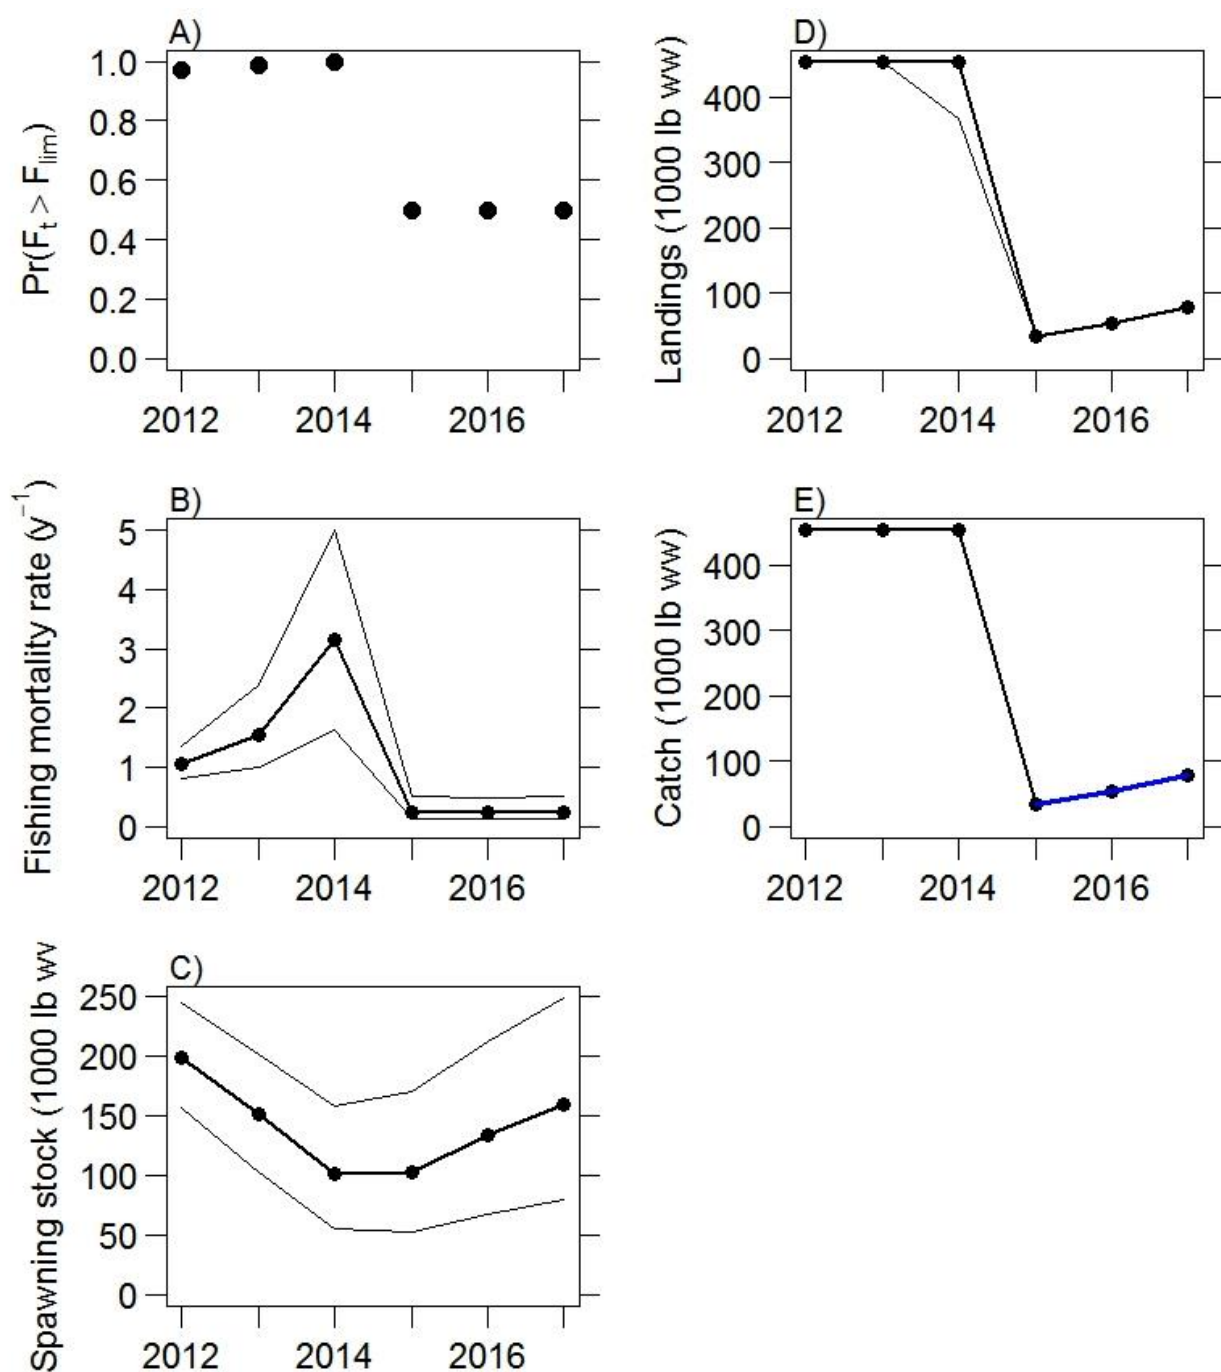 A)
Pr(Fₜ > Fₗᵢₘ)
1.0
0.8
0.6
0.4
0.2
0.0
2012 2014 2016
D)
Landings (1000 lb ww)
400
300
200
100
0
2012 2014 2016
B)
Fishing mortality rate (y⁻¹)
5
4
3
2
1
0
2012 2014 2016
E)
Catch (1000 lb ww)
400
300
200
100
0
2012 2014 2016
C)
Spawning stock (1000 lb wv
250
200
150
100
50
0
2012 2014 2016